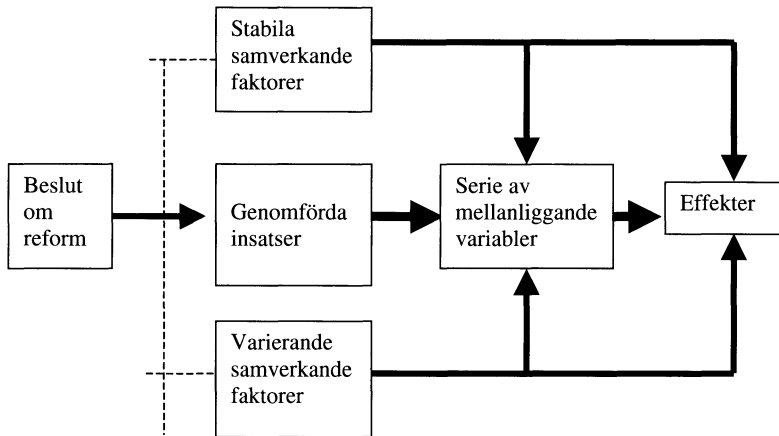 Stabila
samverkande
faktorer
Beslut
om
reform
Genomförda
insatser
Serie av
mellanliggande
variabler
Effekter
Varierande
samverkande
faktorer